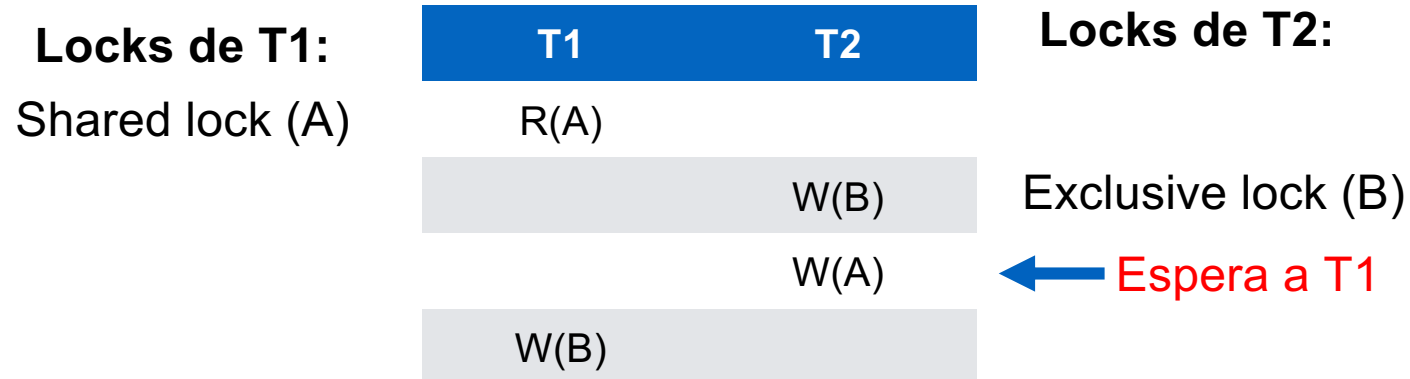 Locks de T1:
T1 T2
Locks de T2:
Shared lock (A)
R(A)
W(B)
Exclusive lock (B)
W(A)
Espera a T1
W(B)